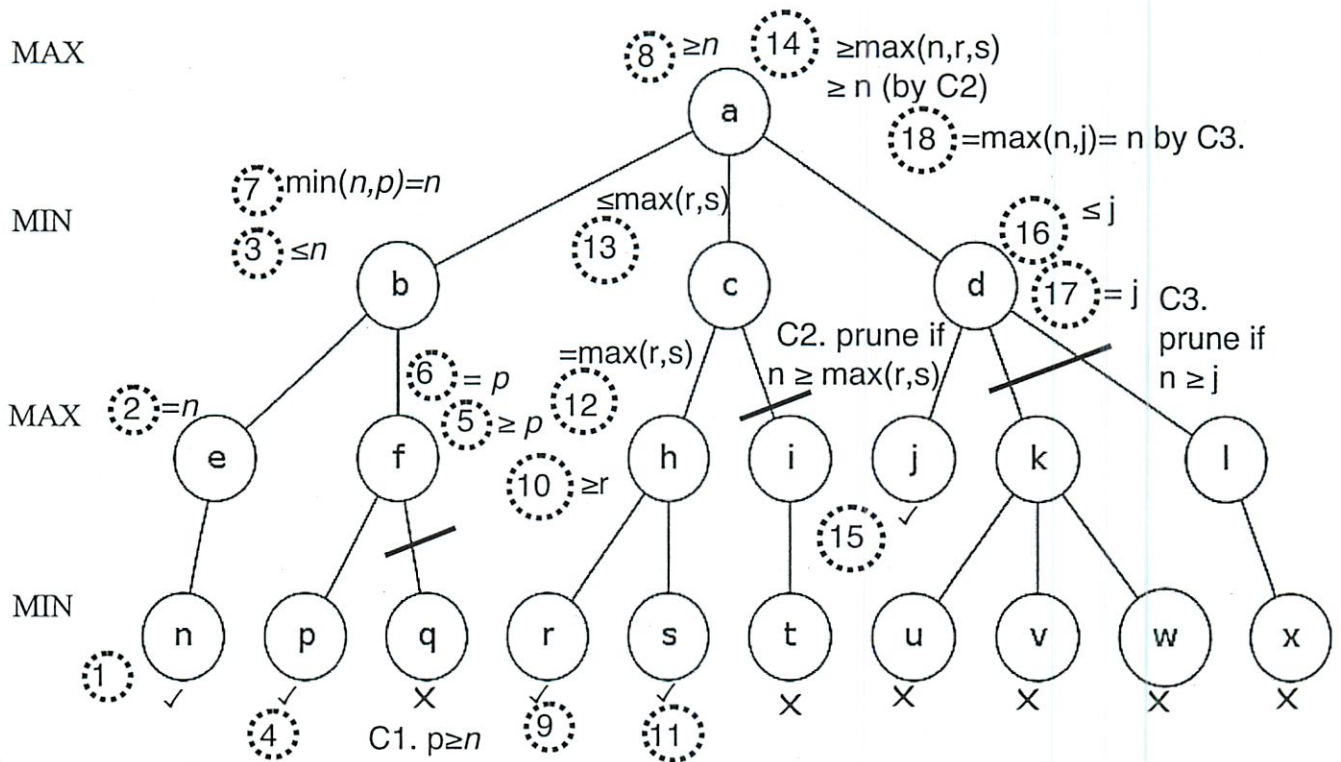 MAX
8 ≥n
14 ≥max(n,r,s)
≥ n (by C2)
a
18 =max(n,j)= n by C3.
7 min(n,p)=n
MIN
3 ≤n
≤max(r,s)
13
16 ≤ j
b
c
d
17 = j
C3.
prune if
n ≥ j
C2. prune if
n ≥ max(r,s)
=max(r,s)
12
6 = p
5 ≥ p
MAX
2 =n
e
f
h
i
j
k
l
10 ≥r
15
✓
MIN
n
p
q
r
s
t
u
v
w
x
1
✓ ✓ X ✓ ✓ X X X X X
4
C1. p≥n
9
11